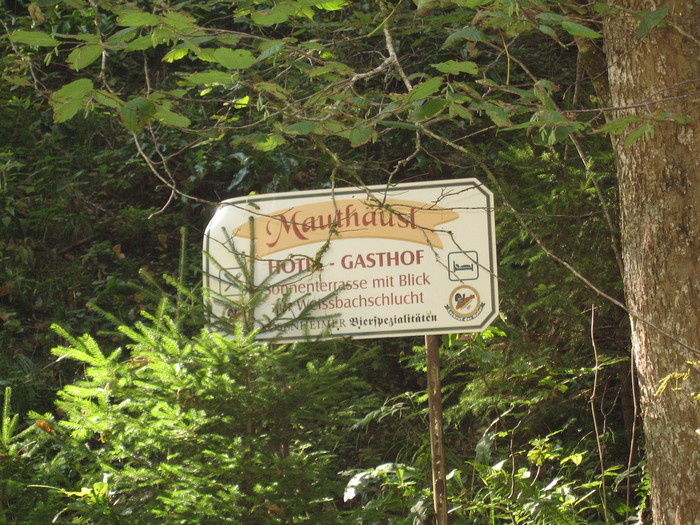 Mauthäusl
HOTEL - GASTHOF
Sonnenterrasse mit Blick
Weissbachschlucht
Bierspezialitäten